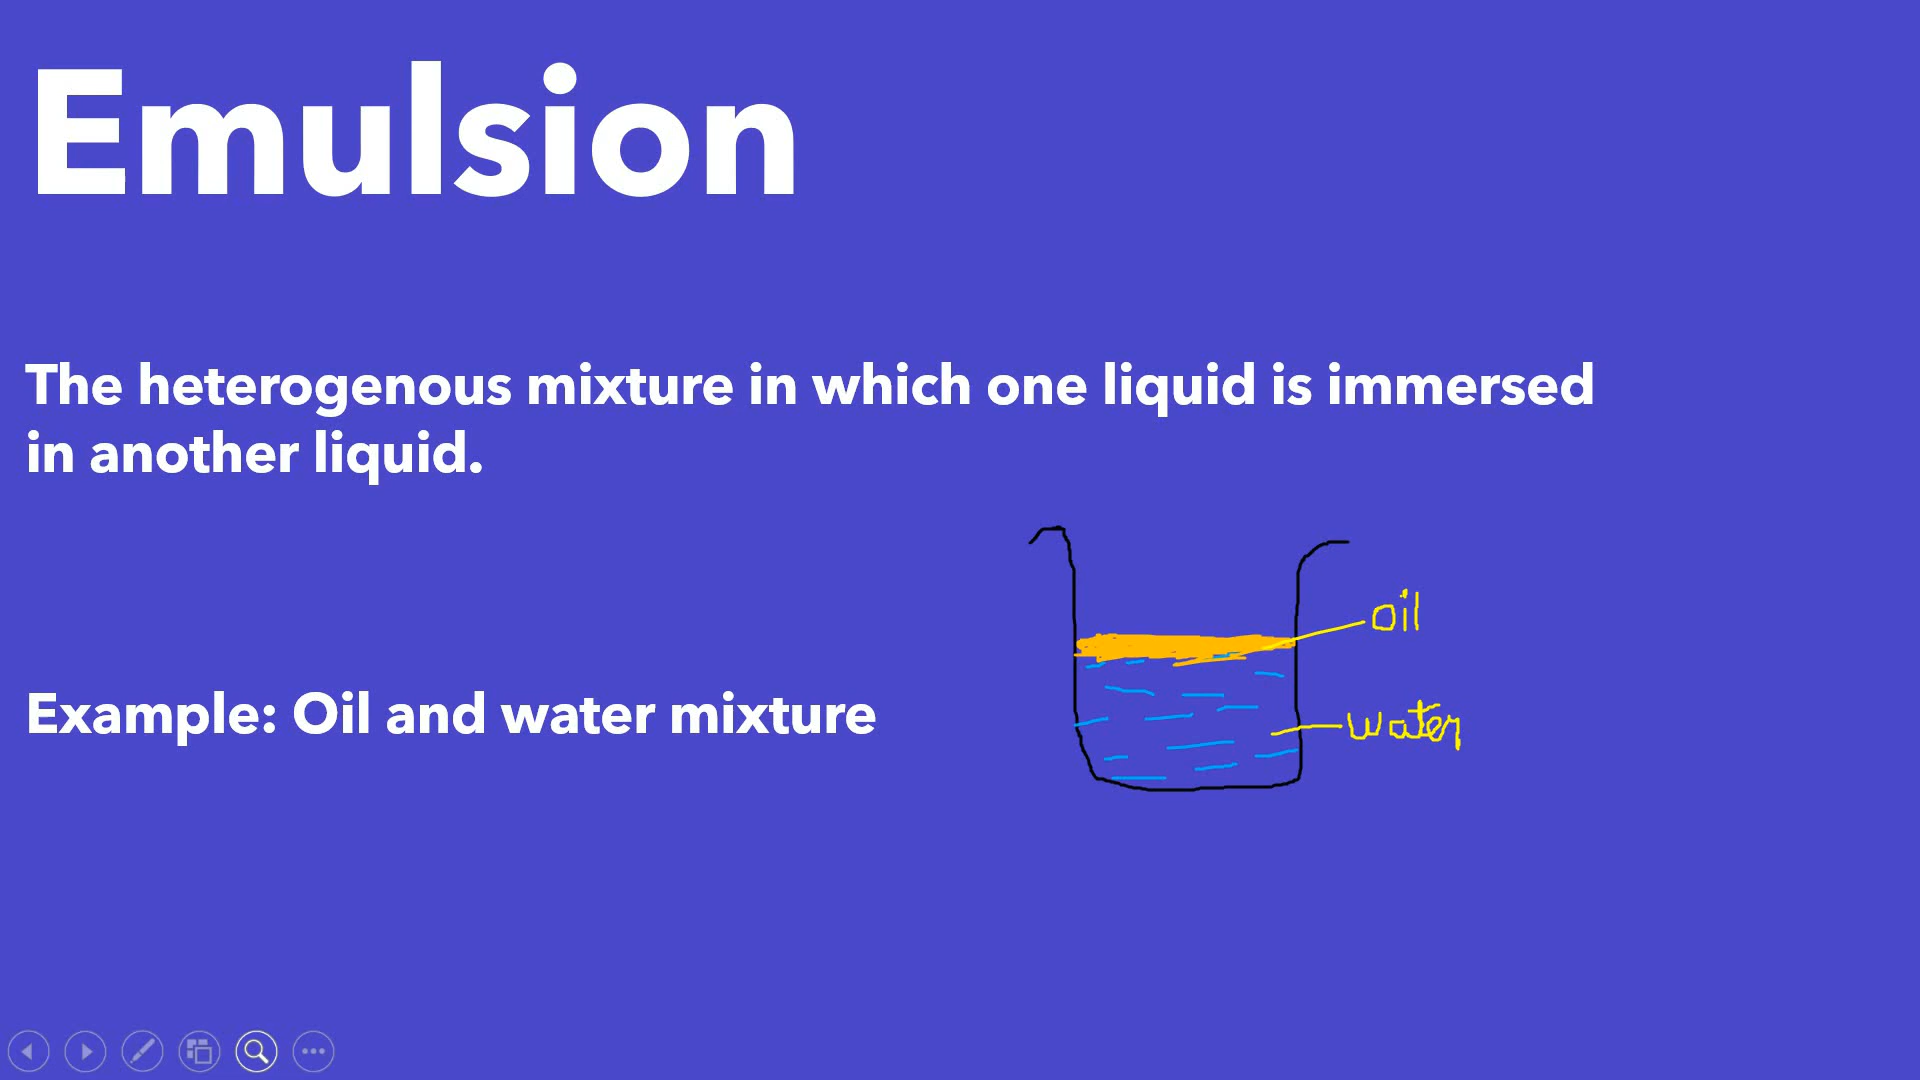 Emulsion
The heterogenous mixture in which one liquid is immersed
in another liquid.
oil
Example: Oil and water mixture
water